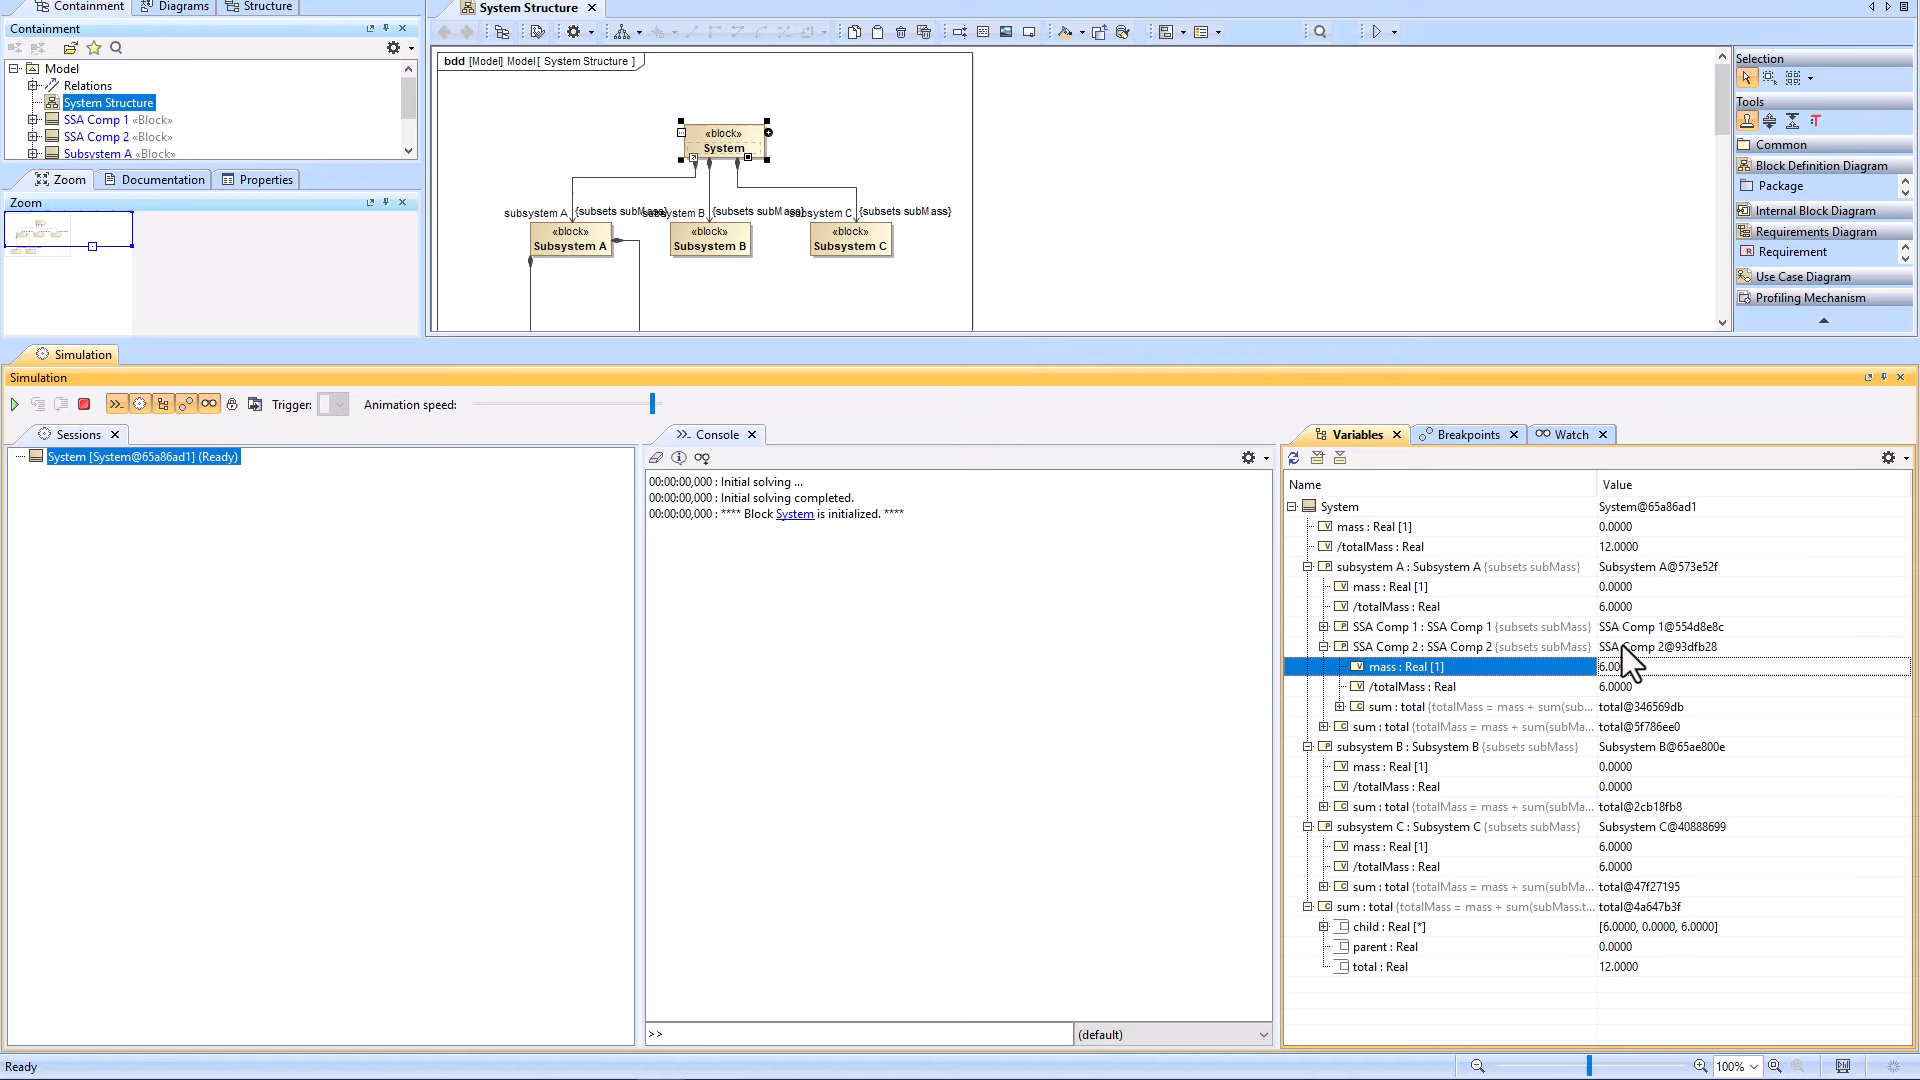 Containment
Diagrams
Structure
Containment
Model
Relations
System Structure
SSA Comp 1 «Block»
SSA Comp 2 «Block»
Subsystem A «Block»
Zoom
Documentation
Properties
Zoom
System Structure
bdd [Model] Model[ System Structure ]
«block»
System
subsystem A {subsets subMass}
subsystem B {subsets subMass}
subsystem C {subsets subMass}
«block»
Subsystem A
«block»
Subsystem B
«block»
Subsystem C
Selection
Tools
Common
Block Definition Diagram
Package
Internal Block Diagram
Requirements Diagram
Requirement
Use Case Diagram
Profiling Mechanism
Simulation
Simulation
Trigger:
Animation speed:
Sessions
System [System@65a86ad1] (Ready)
Console
00:00:00,000 : Initial solving ...
00:00:00,000 : Initial solving completed.
00:00:00,000 : **** Block System is initialized. ****
>>
(default)
Variables
Breakpoints
Watch
Name Value
System System@65a86ad1
mass : Real [1] 0.0000
/totalMass : Real 12.0000
subsystem A : Subsystem A {subsets subMass} Subsystem A@573e52f
mass : Real [1] 0.0000
/totalMass : Real 6.0000
SSA Comp 1 : SSA Comp 1 {subsets subMass} SSA Comp 1@554d8e8c
SSA Comp 2 : SSA Comp 2 {subsets subMass} SSA Comp 2@93dfb28
mass : Real [1] 6.00
/totalMass : Real 6.0000
sum : total {totalMass = mass + sum(sub... total@346569db
sum : total {totalMass = mass + sum(subMa... total@5f786ee0
subsystem B : Subsystem B {subsets subMass} Subsystem B@65ae800e
mass : Real [1] 0.0000
/totalMass : Real 0.0000
sum : total {totalMass = mass + sum(subMa... total@2cb18fb8
subsystem C : Subsystem C {subsets subMass} Subsystem C@40888699
mass : Real [1] 6.0000
/totalMass : Real 6.0000
sum : total {totalMass = mass + sum(subMa... total@47f27195
sum : total {totalMass = mass + sum(subMass.t... total@4a647b3f
child : Real [*] [6.0000, 0.0000, 6.0000]
parent : Real 0.0000
total : Real 12.0000
Ready
100%